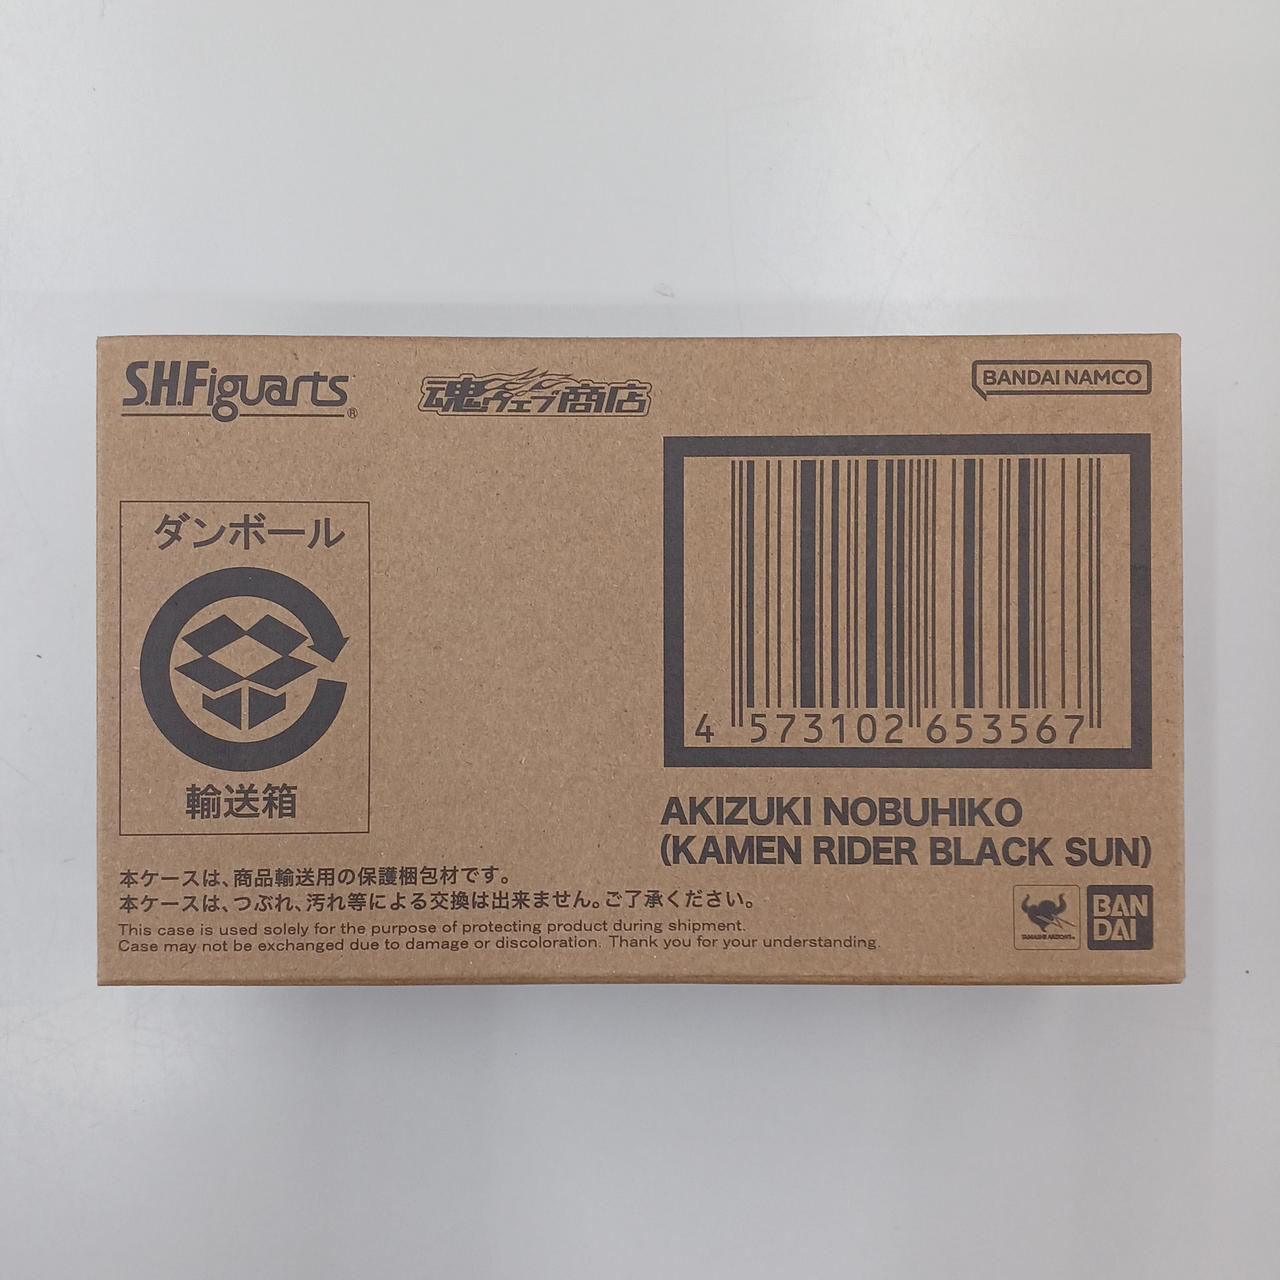 S.H.Figuarts®
魂ウェブ商店
BANDAI NAMCO
ダンボール
輸送箱
4 573102 653567
AKIZUKI NOBUHIKO
(KAMEN RIDER BLACK SUN)
本ケースは、商品輸送用の保護梱包材です。
本ケースは、つぶれ、汚れ等による交換は出来ません。ご了承ください。
This case is used solely for the purpose of protecting product during shipment.
Case may not be exchanged due to damage or discoloration. Thank you for your understanding.
TAMASHII NATIONS
BAN
DAI